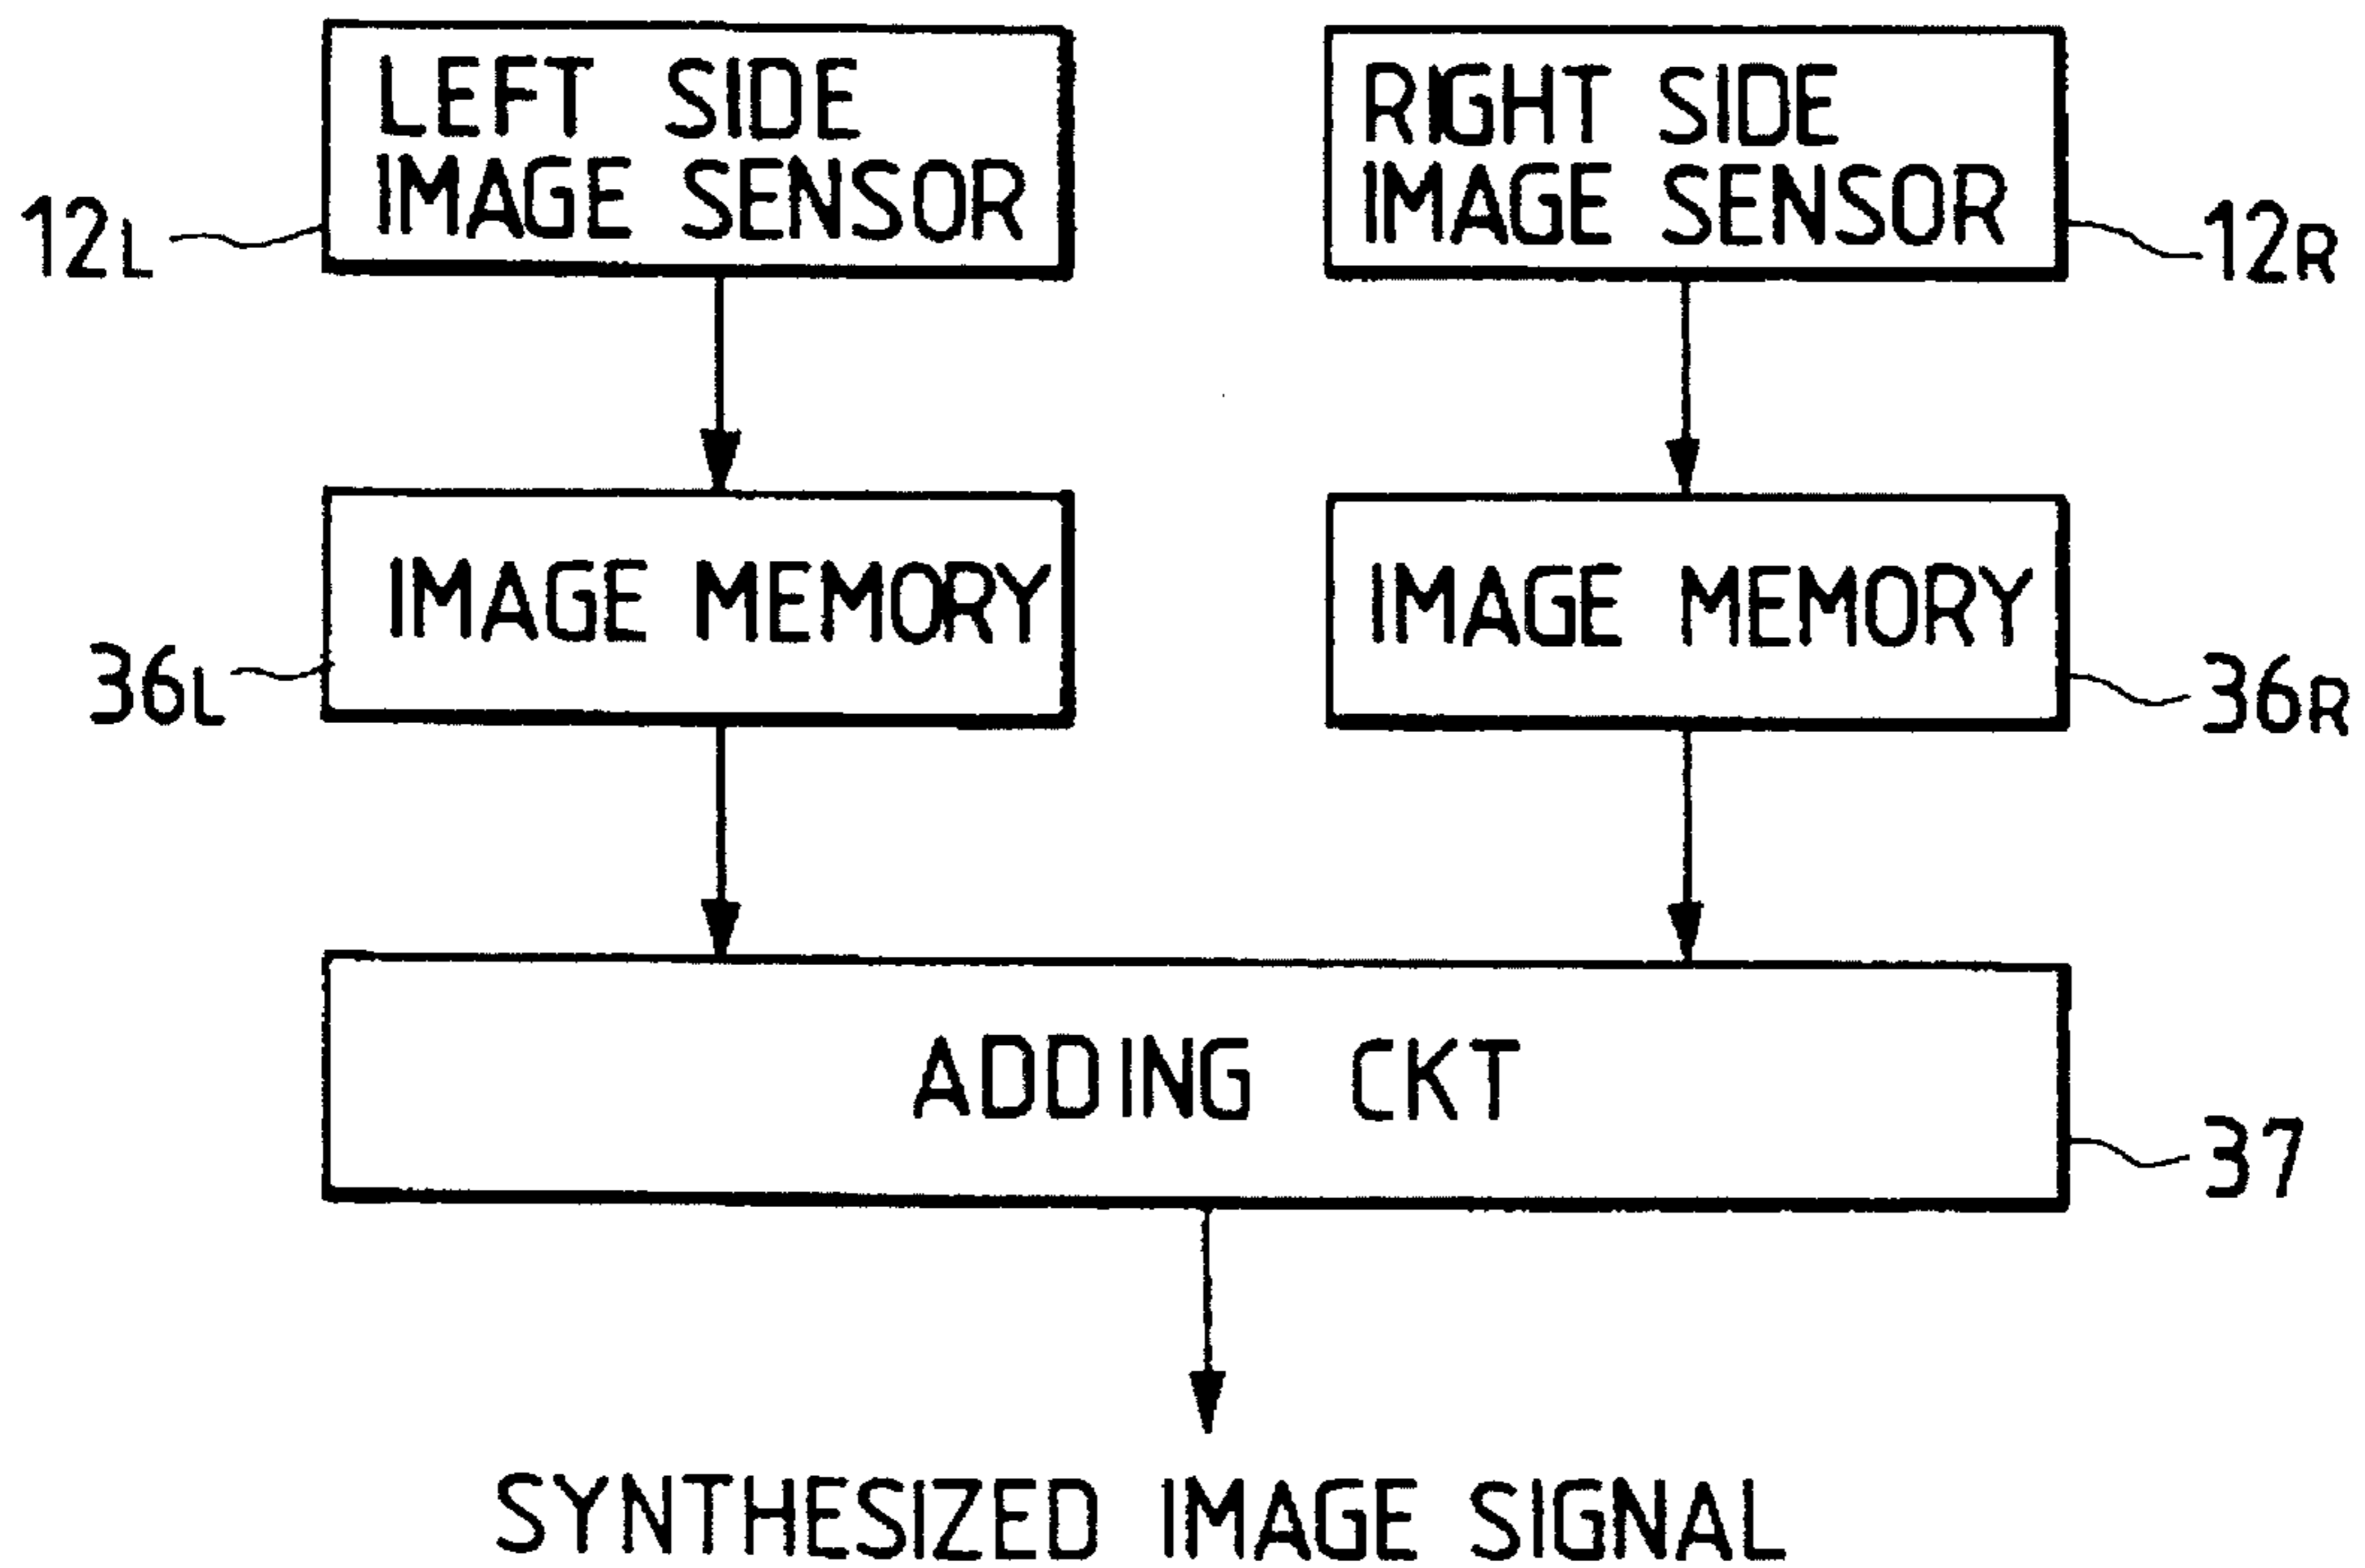 LEFT SIDE
IMAGE SENSOR
RIGHT SIDE
IMAGE SENSOR
12L
12R
IMAGE MEMORY
IMAGE MEMORY
36L
36R
ADDING CKT
37
SYNTHESIZED IMAGE SIGNAL